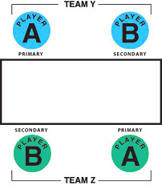 TEAM Y
PLAYER A
PLAYER B
PRIMARY
SECONDARY
SECONDARY
PRIMARY
PLAYER B
PLAYER A
TEAM Z